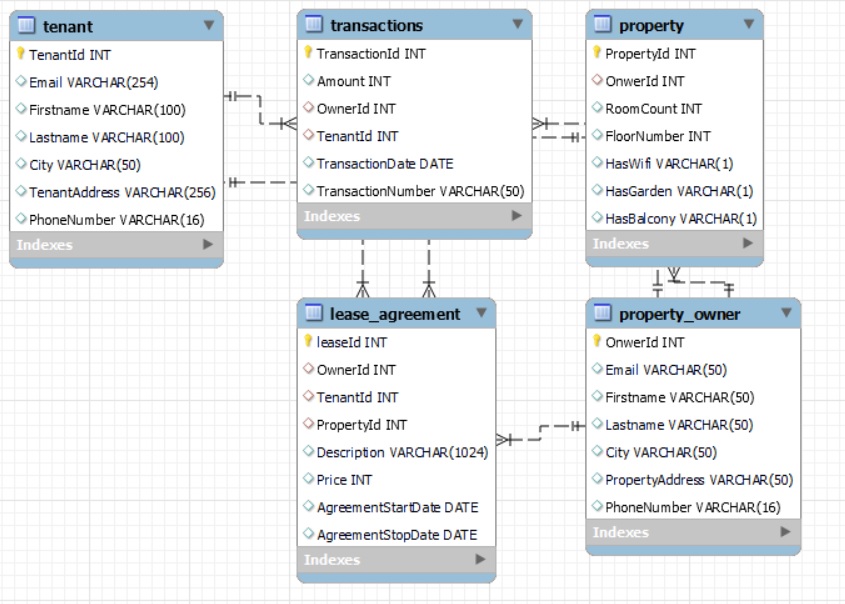 tenant
TenantId INT
Email VARCHAR(254)
Firstname VARCHAR(100)
Lastname VARCHAR(100)
City VARCHAR(50)
TenantAddress VARCHAR(256)
PhoneNumber VARCHAR(16)
Indexes
transactions
TransactionId INT
Amount INT
OwnerId INT
TenantId INT
TransactionDate DATE
TransactionNumber VARCHAR(50)
Indexes
property
PropertyId INT
OnwerId INT
RoomCount INT
FloorNumber INT
HasWifi VARCHAR(1)
HasGarden VARCHAR(1)
HasBalcony VARCHAR(1)
Indexes
lease_agreement
leaseId INT
OwnerId INT
TenantId INT
PropertyId INT
Description VARCHAR(1024)
Price INT
AgreementStartDate DATE
AgreementStopDate DATE
Indexes
property_owner
OnwerId INT
Email VARCHAR(50)
Firstname VARCHAR(50)
Lastname VARCHAR(50)
City VARCHAR(50)
PropertyAddress VARCHAR(50)
PhoneNumber VARCHAR(16)
Indexes